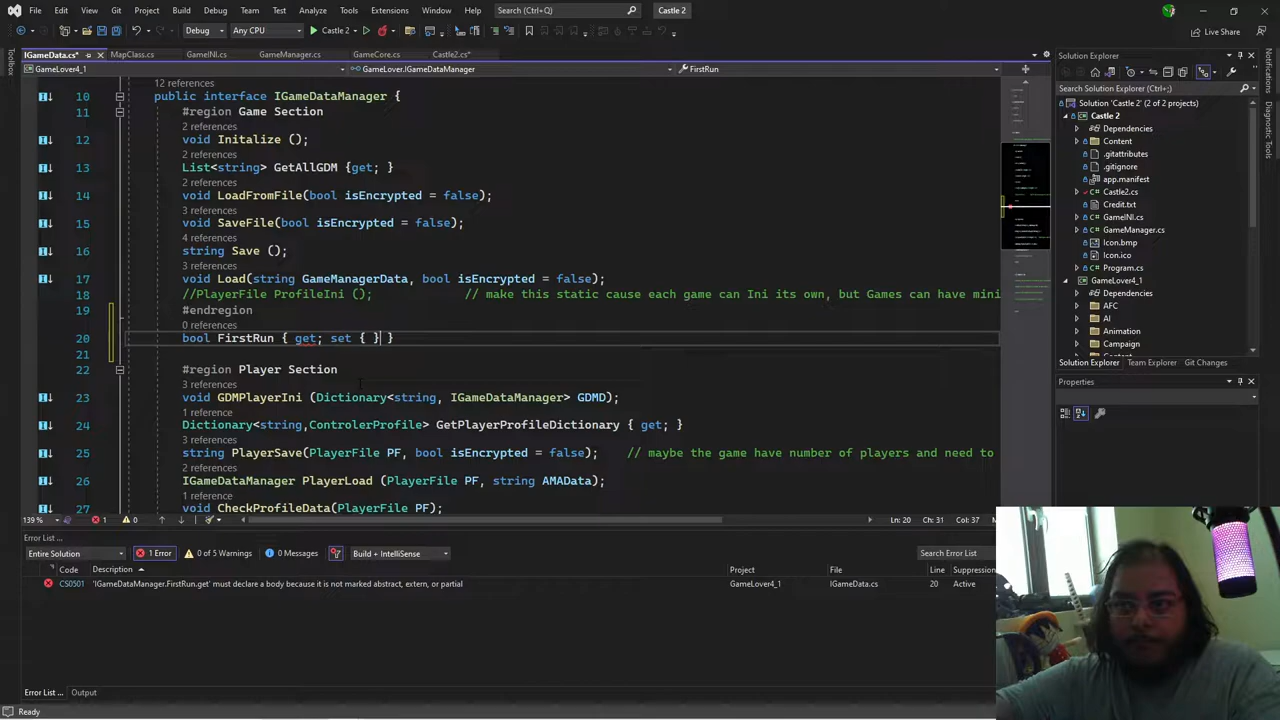 File Edit View Git Project Build Debug Test Analyze Tools Extensions Window Help Search (Ctrl+Q) Castle 2
Debug Any CPU Castle 2 Live Share
IGameData.cs* MapClass.cs GameINI.cs GameManager.cs GameCore.cs Castle2.cs*
GameLover4_1 GameLover.IGameDataManager FirstRun
12 references
10 public interface IGameDataManager {
11 #region Game Section
2 references
12 void Initalize ();
2 references
13 List<string> GetAllGDM {get; }
2 references
14 void LoadFromFile(bool isEncrypted = false);
3 references
15 void SaveFile(bool isEncrypted = false);
4 references
16 string Save ();
3 references
17 void Load(string GameManagerData, bool isEncrypted = false);
18 //PlayerFile ProfileIni (); // make this static cause each game can Ini its own, but Games can have mini
19 #endregion
0 references
20 bool FirstRun { get; set { } }
21
22 #region Player Section
3 references
23 void GDMPlayerIni (Dictionary<string, IGameDataManager> GDMD);
1 reference
24 Dictionary<string,ControlerProfile> GetPlayerProfileDictionary { get; }
3 references
25 string PlayerSave(PlayerFile PF, bool isEncrypted = false); // maybe the game have number of players and need to
2 references
26 IGameDataManager PlayerLoad (PlayerFile PF, string AMAData);
1 reference
27 void CheckProfileData(PlayerFile PF);
139 % 1 0 Ln: 20 Ch: 31 Col: 37
Error List ...
Entire Solution 1 Error 0 of 5 Warnings 0 Messages Build + IntelliSense Search Error List
Code Description Project File Line Suppression
CS0501 'IGameDataManager.FirstRun.get' must declare a body because it is not marked abstract, extern, or partial GameLover4_1 IGameData.cs 20 Active
Error List ... Output
Ready
Toolbox
Solution Explorer
Search Solution Explorer (Ctrl+;)
Solution 'Castle 2' (2 of 2 projects)
Castle 2
Dependencies
Content
.gitattributes
.gitignore
app.manifest
Castle2.cs
Credit.txt
GameINI.cs
GameManager.cs
Icon.bmp
Icon.ico
Program.cs
GameLover4_1
Dependencies
AFC
AI
Animation
Campaign
Solution Explorer Team Explorer Git Changes
Properties
Notifications
Diagnostic Tools